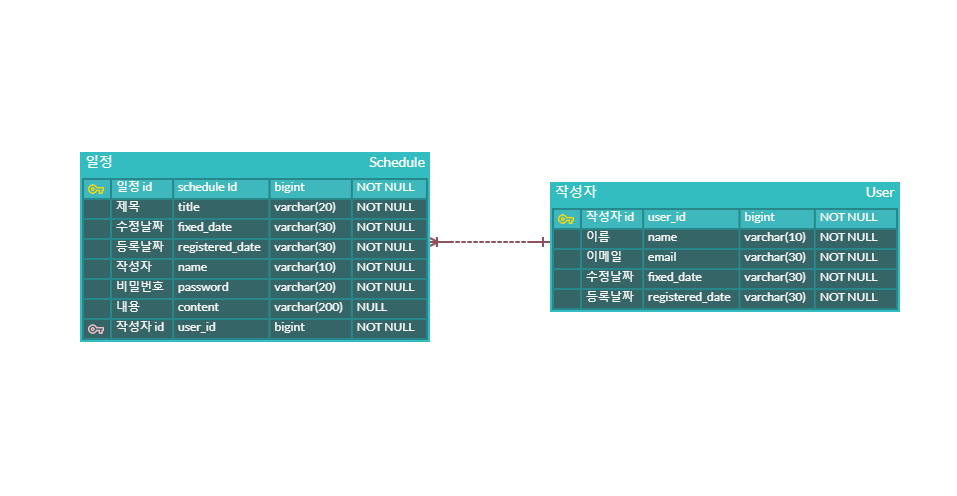 일정 Schedule
일정 id schedule Id bigint NOT NULL
제목 title varchar(20) NOT NULL
수정날짜 fixed_date varchar(30) NOT NULL
등록날짜 registered_date varchar(30) NOT NULL
작성자 name varchar(10) NOT NULL
비밀번호 password varchar(20) NOT NULL
내용 content varchar(200) NULL
작성자 id user_id bigint NOT NULL
작성자 User
작성자 id user_id bigint NOT NULL
이름 name varchar(10) NOT NULL
이메일 email varchar(30) NOT NULL
수정날짜 fixed_date varchar(30) NOT NULL
등록날짜 registered_date varchar(30) NOT NULL